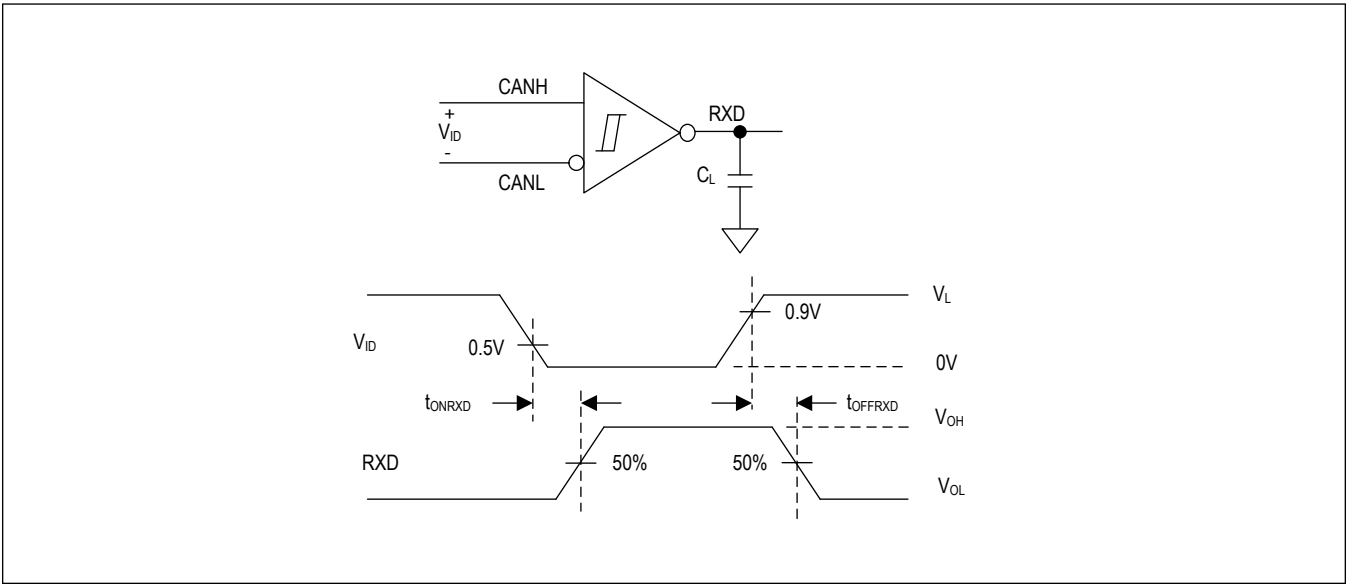 CANH
+
VID
-
CANL
RXD
CL
VID
0.5V
0.9V
VL
0V
tONRXD
tOFFRXD
VOH
RXD
50%
50%
VOL